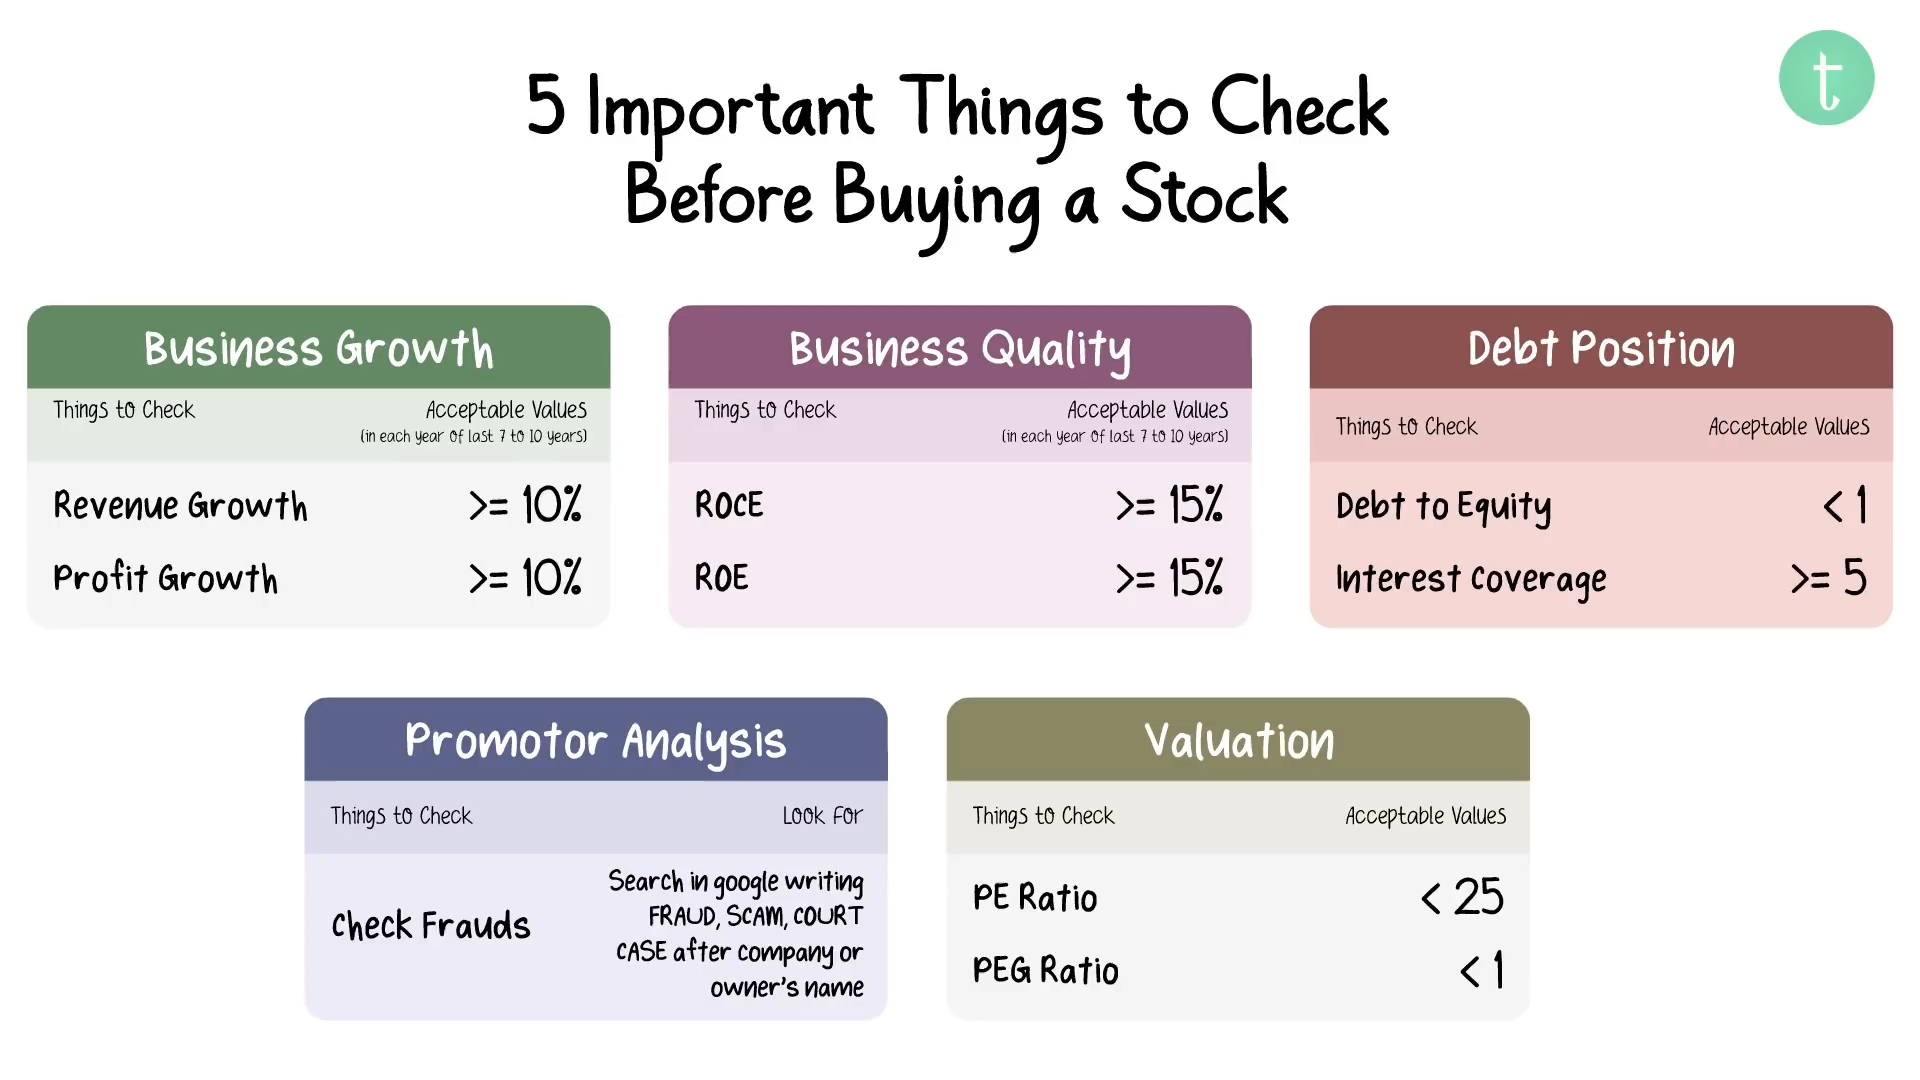 5 Important Things to Check
Before Buying a Stock
t
Business Growth
Things to Check Acceptable Values
(in each year of last 7 to 10 years)
Revenue Growth >= 10%
Profit Growth >= 10%
Business Quality
Things to Check Acceptable Values
(in each year of last 7 to 10 years)
ROCE >= 15%
ROE >= 15%
Debt Position
Things to Check Acceptable Values
Debt to Equity < 1
Interest Coverage >= 5
Promotor Analysis
Things to Check Look For
Check Frauds
Search in google writing
FRAUD, SCAM, COURT
CASE after company or
owner's name
Valuation
Things to Check Acceptable Values
PE Ratio < 25
PEG Ratio < 1